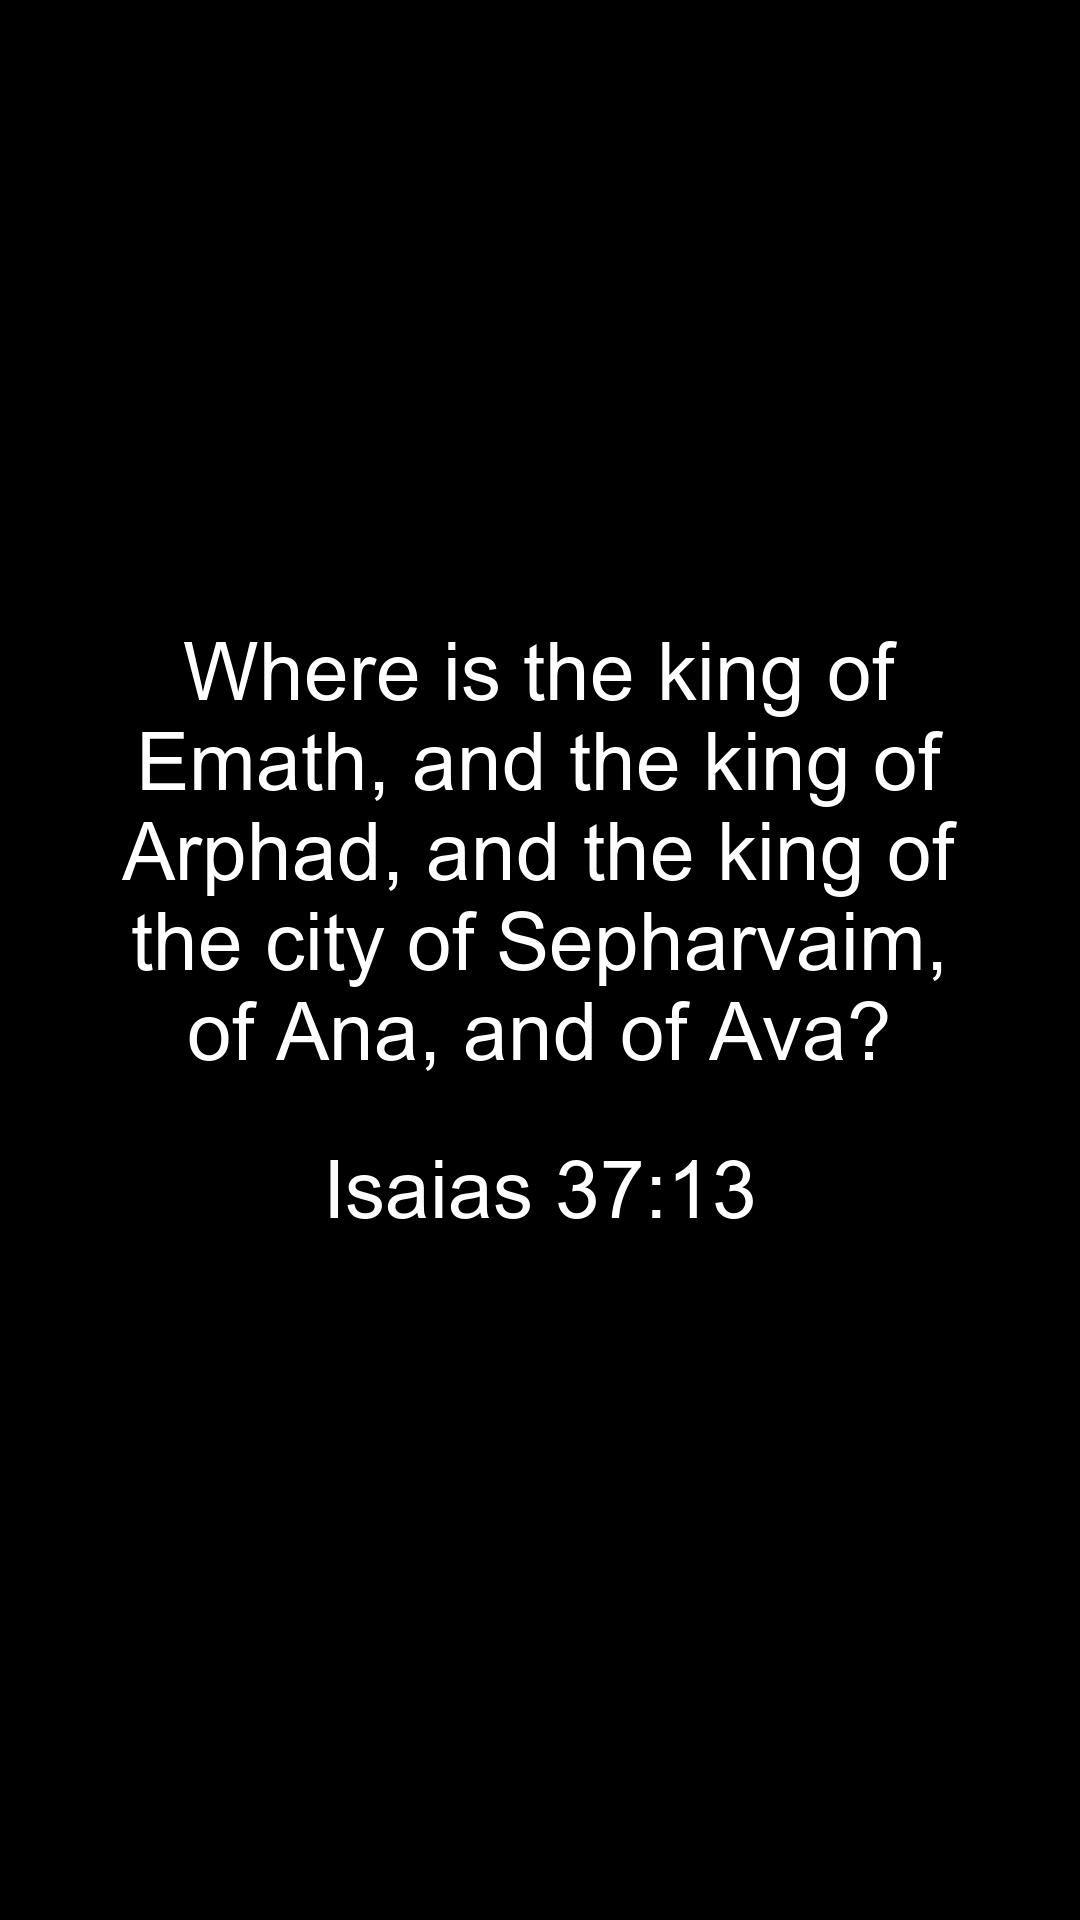 Where is the king of
Emath, and the king of
Arphad, and the king of
the city of Sepharvaim,
of Ana, and of Ava?
Isaias 37:13